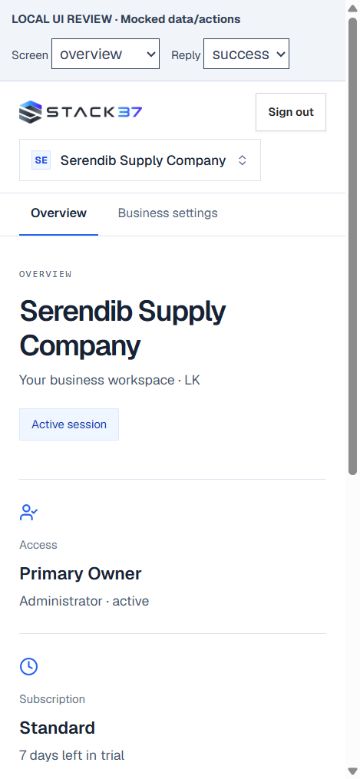 LOCAL UI REVIEW · Mocked data/actions
Screen overview Reply success
STACK37
Sign out
SE Serendib Supply Company
Overview Business settings
OVERVIEW
Serendib Supply
Company
Your business workspace · LK
Active session
Access
Primary Owner
Administrator · active
Subscription
Standard
7 days left in trial